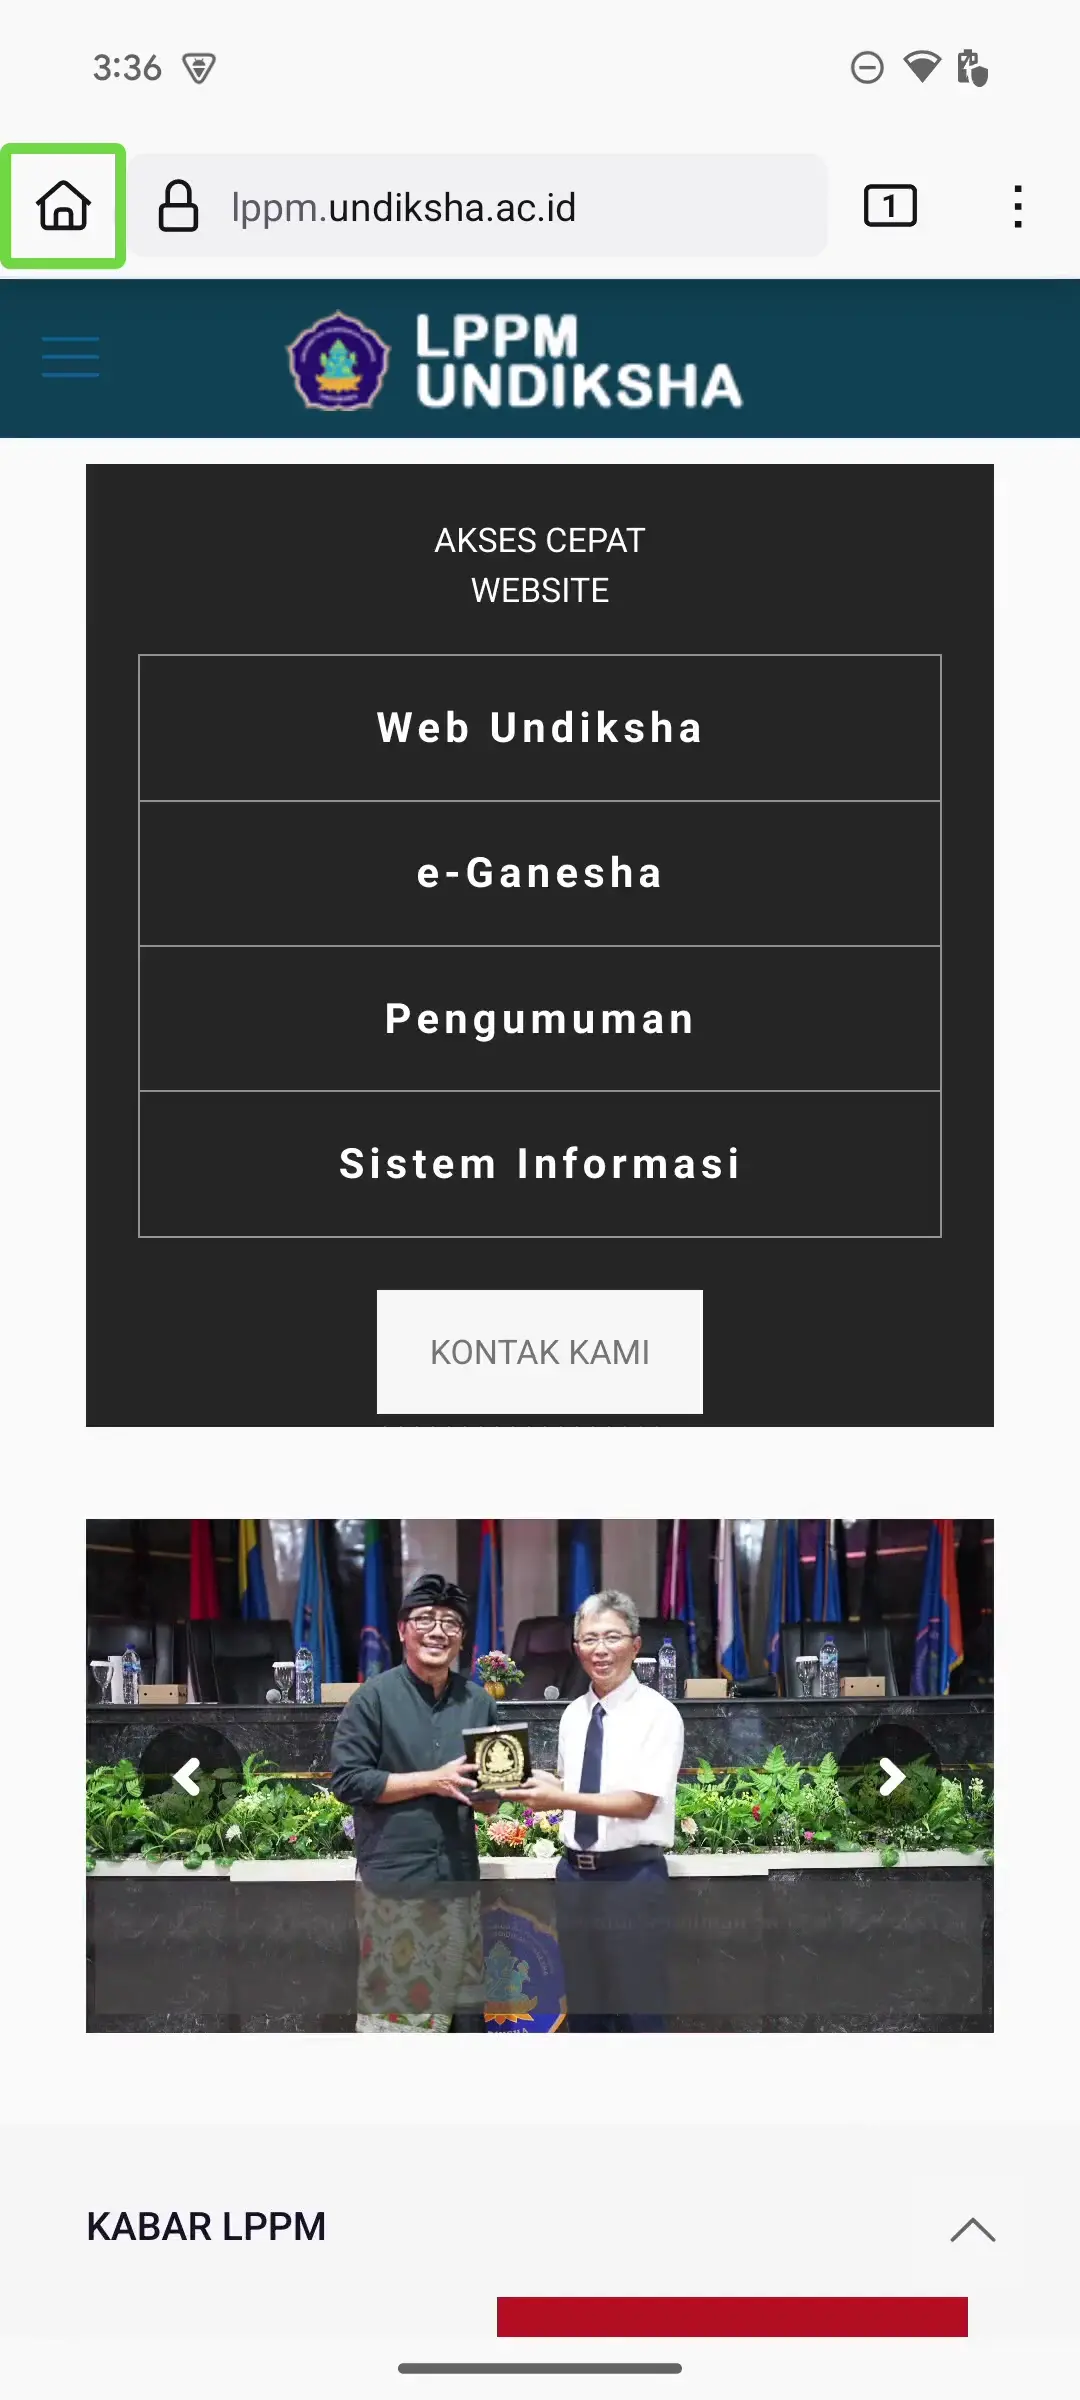 3:36
lppm.undiksha.ac.id
1
LPPM
UNDIKSHA
AKSES CEPAT
WEBSITE
Web Undiksha
e-Ganesha
Pengumuman
Sistem Informasi
KONTAK KAMI
KABAR LPPM